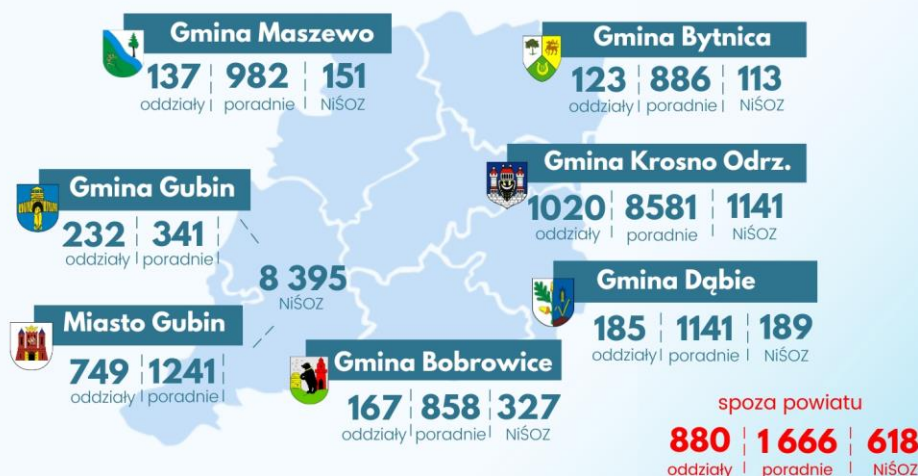 Gmina Maszewo
137 982 151
oddziały poradnie NiŚOZ
Gmina Bytnica
123 886 113
oddziały poradnie NiŚOZ
Gmina Krosno Odrz.
1020 8581 1141
oddziały poradnie NiŚOZ
Gmina Gubin
232 341
oddziały poradnie
8 395
NiŚOZ
Gmina Dąbie
185 1141 189
oddziały poradnie NiŚOZ
Miasto Gubin
749 1241
oddziały poradnie
Gmina Bobrowice
167 858 327
oddziały poradnie NiŚOZ
spoza powiatu
880 1 666 618
oddziały poradnie NiŚOZ